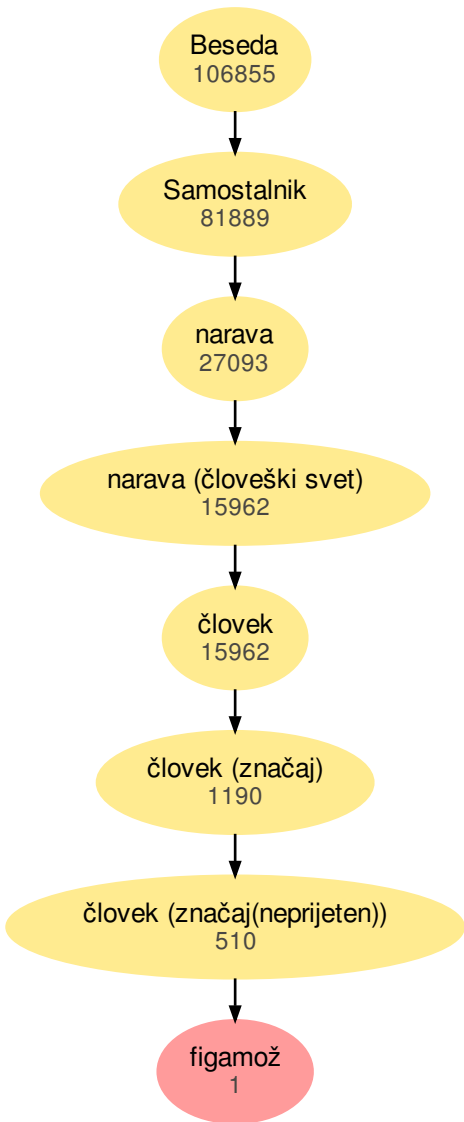 Beseda
106855
Samostalnik
81889
narava
27093
narava (človeški svet)
15962
človek
15962
človek (značaj)
1190
človek (značaj(neprijeten))
510
figamož
1